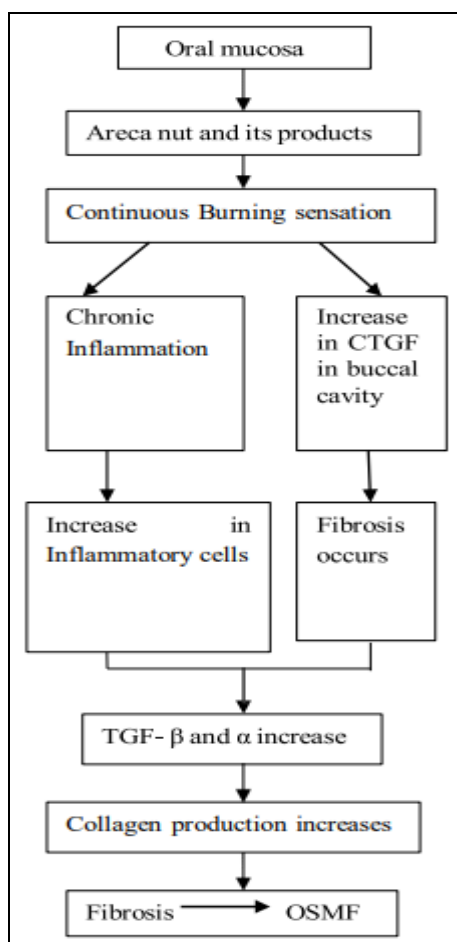 Oral mucosa
Areca nut and its products
Continuous Burning sensation
Chronic
Inflammation
Increase
in CTGF
in buccal
cavity
Increase in
Inflammatory cells
Fibrosis
occurs
TGF- β and α increase
Collagen production increases
Fibrosis OSMF